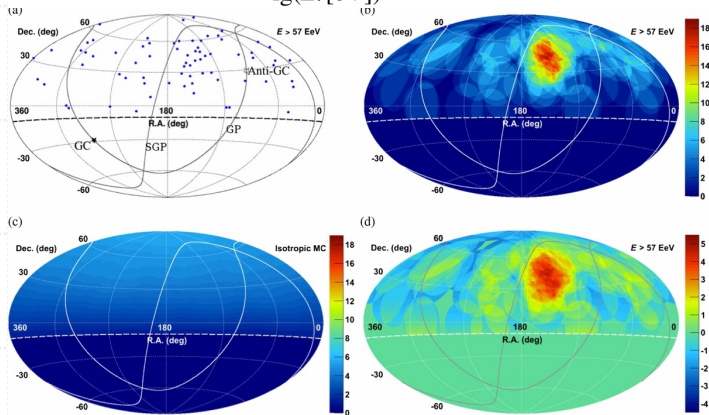 (a)
60
Dec. (deg)
E > 57 EeV
30
Anti-GC
360
180
0
R.A. (deg)
GC
SGP
GP
-30
-60
(b)
60
Dec. (deg)
E > 57 EeV
30
360
180
0
R.A. (deg)
-30
-60
18
16
14
12
10
8
6
4
2
0
(c)
60
Dec. (deg)
Isotropic MC
30
360
180
0
R.A. (deg)
-30
-60
18
16
14
12
10
8
6
4
2
0
(d)
60
Dec. (deg)
E > 57 EeV
30
360
180
0
R.A. (deg)
-30
-60
5
4
3
2
1
0
-1
-2
-3
-4